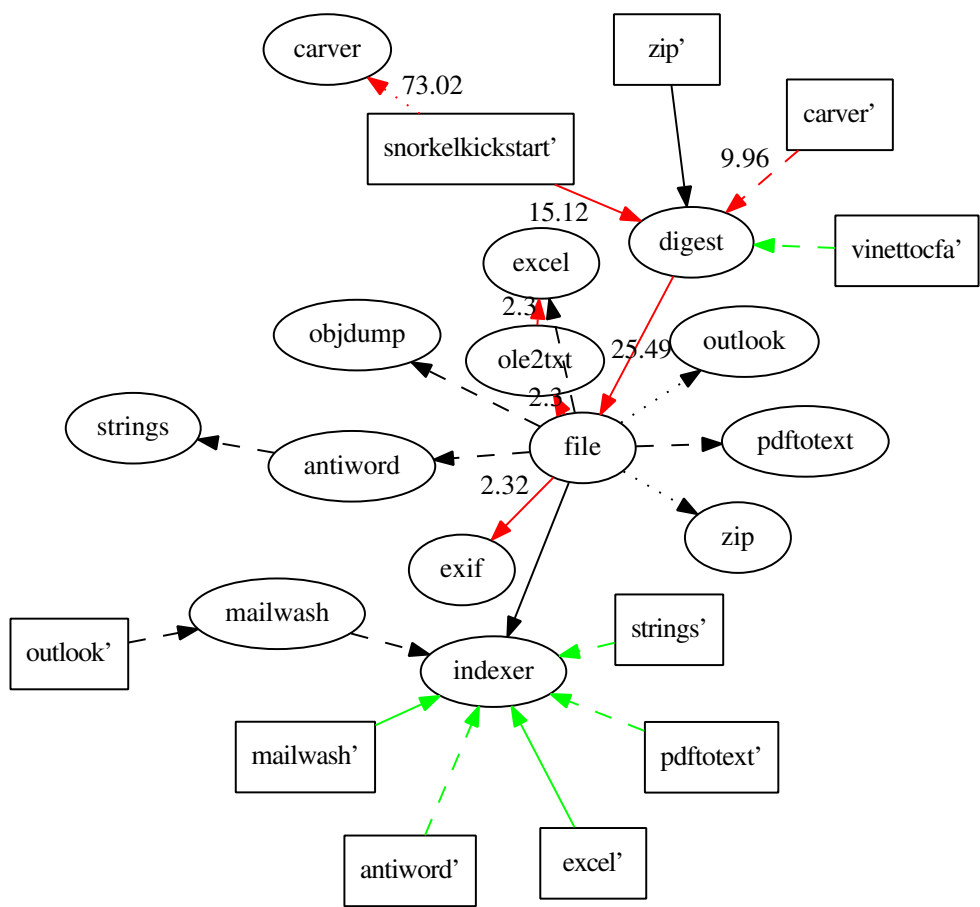 carver
zip’
73.02
carver’
snorkelkickstart’
9.96
15.12
digest
vinettocfa’
excel
2.3
objdump
ole2txt
25.49
outlook
2.3
strings
antiword
file
pdftotext
2.32
zip
exif
mailwash
strings’
outlook’
indexer
mailwash’
pdftotext’
antiword’
excel’